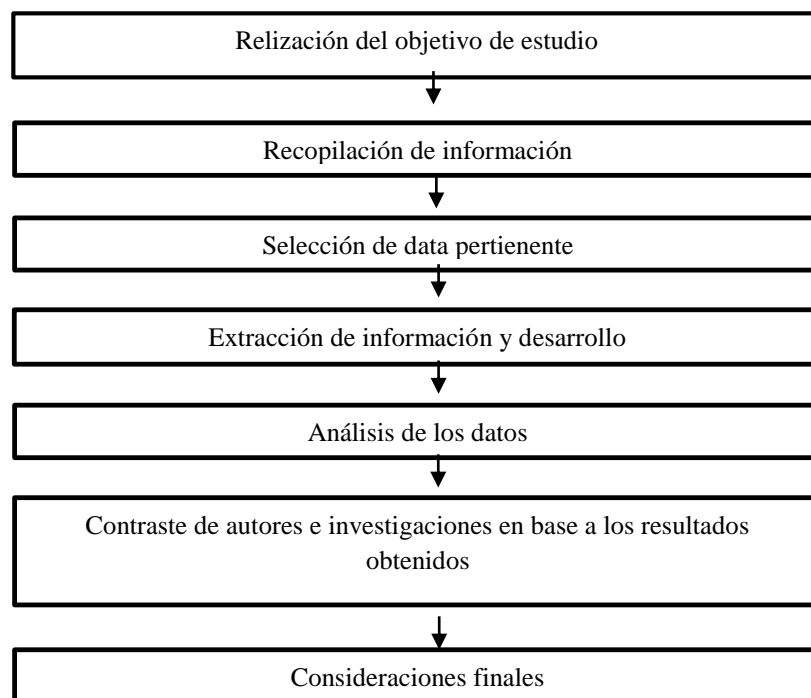 Relización del objetivo de estudio
Recopilación de información
Selección de data pertienente
Extracción de información y desarrollo
Análisis de los datos
Contraste de autores e investigaciones en base a los resultados
obtenidos
Consideraciones finales